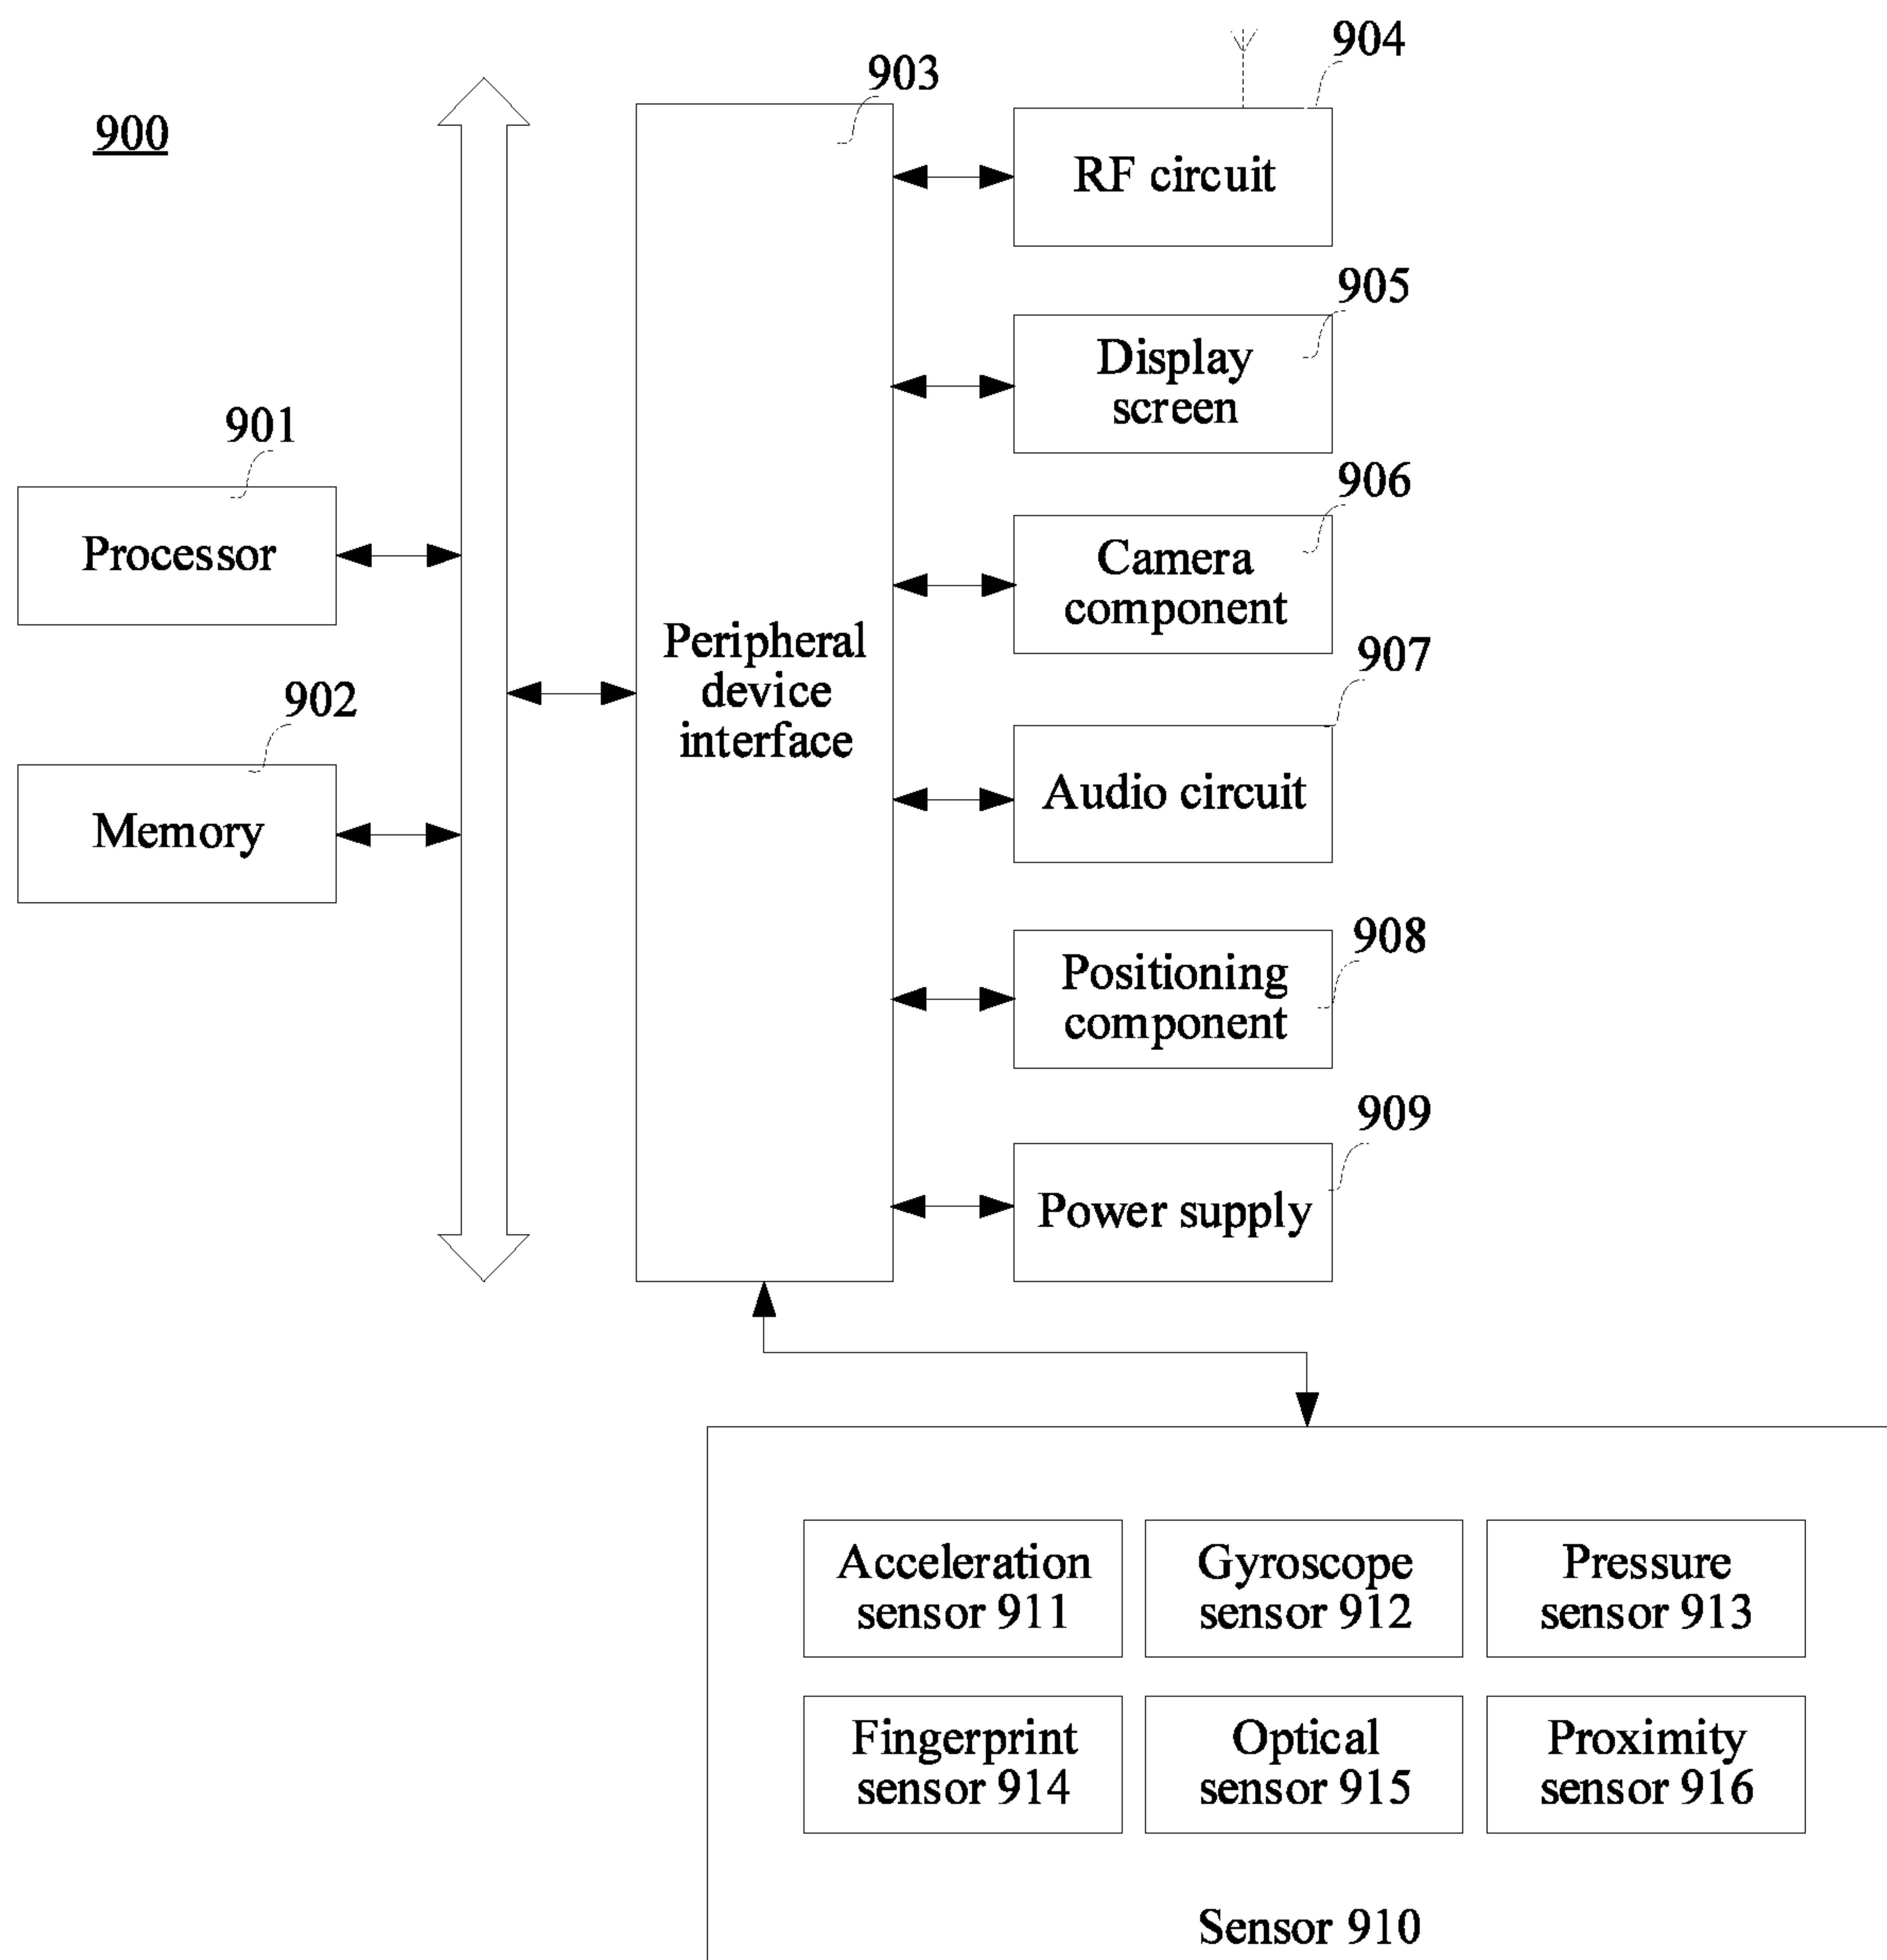 900
903
904
RF circuit
905
Display
screen
901
Processor
906
Camera
component
Peripheral
device
interface
902
Memory
907
Audio circuit
908
Positioning
component
909
Power supply
Acceleration
sensor 911
Gyroscope
sensor 912
Pressure
sensor 913
Fingerprint
sensor 914
Optical
sensor 915
Proximity
sensor 916
Sensor 910